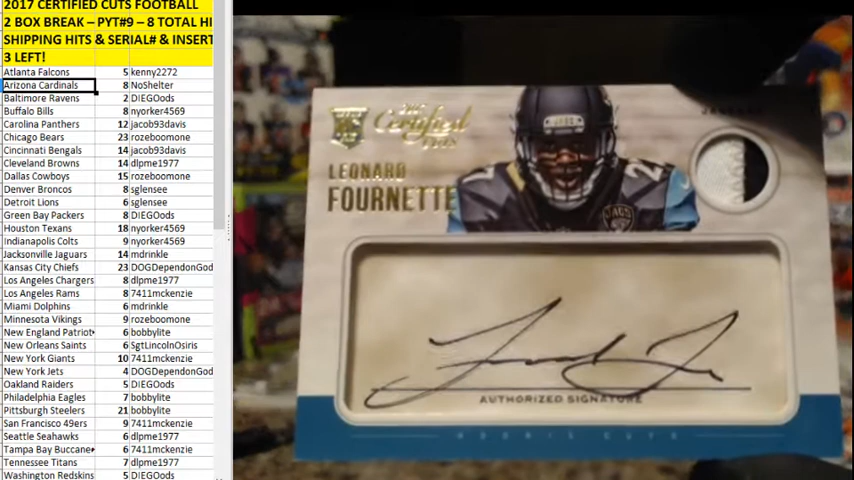 2017 CERTIFIED CUTS FOOTBALL
2 BOX BREAK – PYT#9 – 8 TOTAL HI
SHIPPING HITS & SERIAL# & INSERT
3 LEFT!
Atlanta Falcons 5 kenny2272
Arizona Cardinals 8 NoShelter
Baltimore Ravens 2 DIEGOods
Buffalo Bills 8 nyorker4569
Carolina Panthers 12 jacob93davis
Chicago Bears 23 rozeboomone
Cincinnati Bengals 14 jacob93davis
Cleveland Browns 14 dlpme1977
Dallas Cowboys 15 rozeboomone
Denver Broncos 8 sglensee
Detroit Lions 6 sglensee
Green Bay Packers 8 DIEGOods
Houston Texans 18 nyorker4569
Indianapolis Colts 9 nyorker4569
Jacksonville Jaguars 14 mdrinkle
Kansas City Chiefs 23 DOGDependonGod
Los Angeles Chargers 8 dlpme1977
Los Angeles Rams 8 7411mckenzie
Miami Dolphins 6 mdrinkle
Minnesota Vikings 9 rozeboomone
New England Patriot 6 bobbylite
New Orleans Saints 6 SgtLincolnOsiris
New York Giants 10 7411mckenzie
New York Jets 4 DOGDependonGod
Oakland Raiders 5 DIEGOods
Philadelphia Eagles 7 bobbylite
Pittsburgh Steelers 21 bobbylite
San Francisco 49ers 9 7411mckenzie
Seattle Seahawks 6 dlpme1977
Tampa Bay Buccane 6 7411mckenzie
Tennessee Titans 7 dlpme1977
Washington Redskins 5 DIEGOods
RC
2017
Certified
CUTS
LEONARD
FOURNETTE
27
JAGS
JAGUARS
AUTHORIZED SIGNATURE